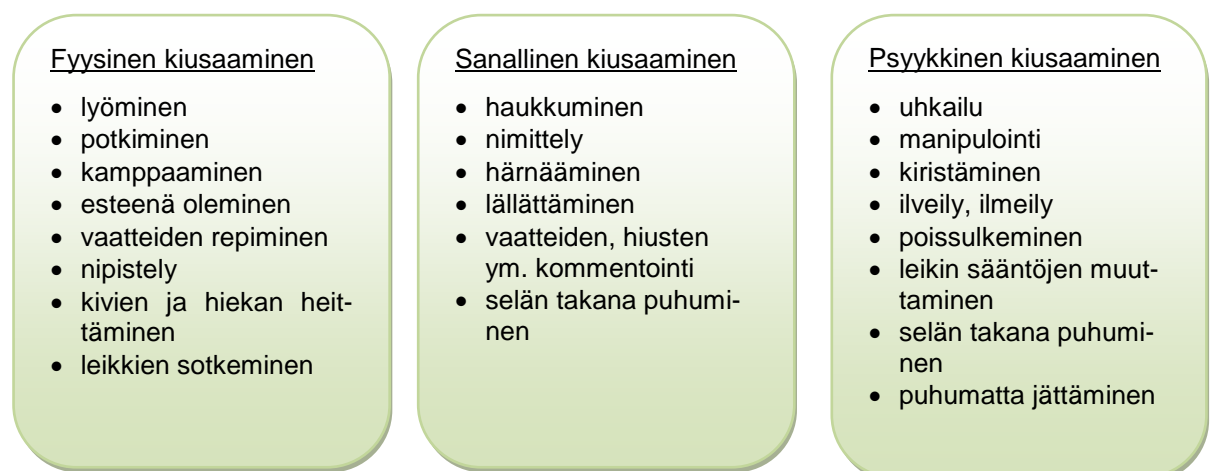 Fyysinen kiusaaminen
• lyöminen
• potkiminen
• kamppaaminen
• esteenä oleminen
• vaatteiden repiminen
• nipistely
• kivien ja hiekan heit-
täminen
• leikkien sotkeminen
Sanallinen kiusaaminen
• haukkuminen
• nimittely
• härnääminen
• lällättäminen
• vaatteiden, hiusten
ym. kommentointi
• selän takana puhumi-
nen
Psyykkinen kiusaaminen
• uhkailu
• manipulointi
• kiristäminen
• ilveily, ilmeily
• poissulkeminen
• leikin sääntöjen muut-
taminen
• selän takana puhumi-
nen
• puhumatta jättäminen